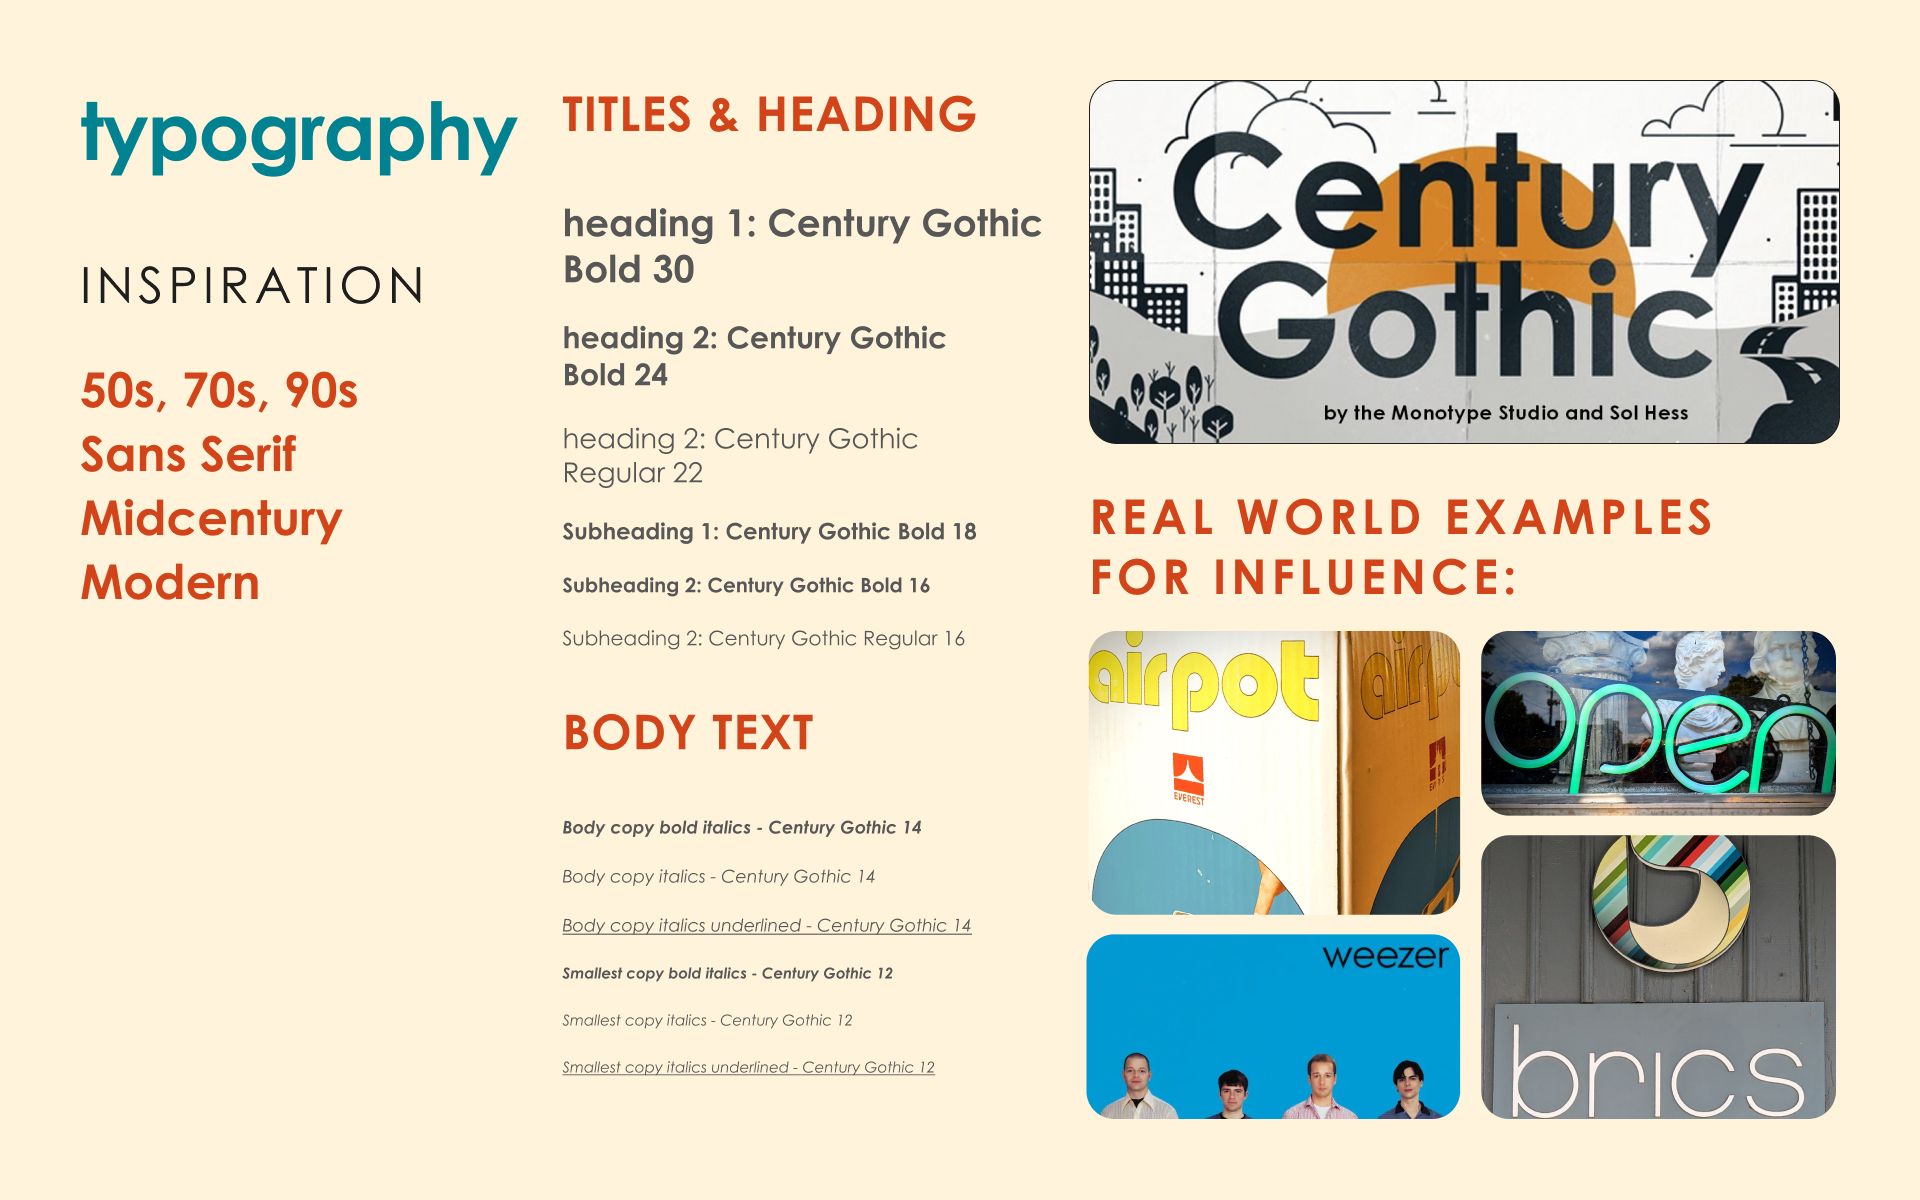 typography
INSPIRATION
50s, 70s, 90s
Sans Serif
Midcentury
Modern
TITLES & HEADING
heading 1: Century Gothic
Bold 30
heading 2: Century Gothic
Bold 24
heading 2: Century Gothic
Regular 22
Subheading 1: Century Gothic Bold 18
Subheading 2: Century Gothic Bold 16
Subheading 2: Century Gothic Regular 16
BODY TEXT
Body copy bold italics - Century Gothic 14
Body copy italics - Century Gothic 14
Body copy italics underlined - Century Gothic 14
Smallest copy bold italics - Century Gothic 12
Smallest copy italics - Century Gothic 12
Smallest copy italics underlined - Century Gothic 12
Century
Gothic
by the Monotype Studio and Sol Hess
REAL WORLD EXAMPLES
FOR INFLUENCE:
airpot
airp
EVEREST
open
weezer
brics